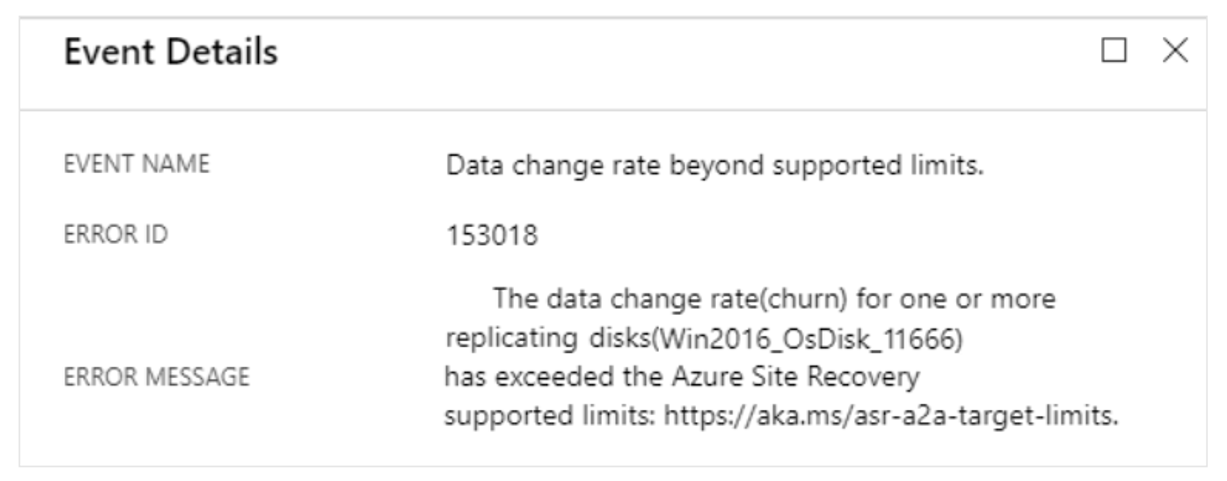 Event Details
EVENT NAME
Data change rate beyond supported limits.
ERROR ID
153018
ERROR MESSAGE
The data change rate(churn) for one or more
replicating disks(Win2016_OsDisk_11666)
has exceeded the Azure Site Recovery
supported limits: https://aka.ms/asr-a2a-target-limits.